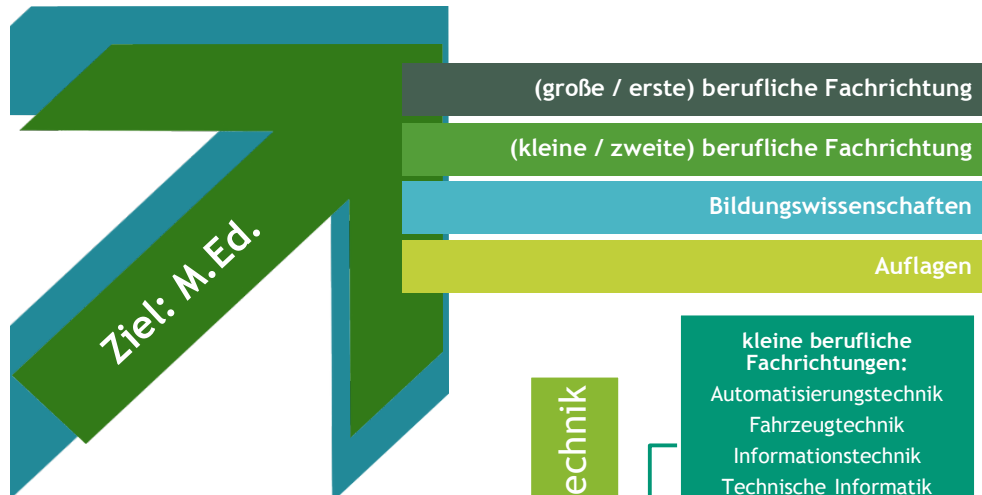 (große / erste) berufliche Fachrichtung
(kleine / zweite) berufliche Fachrichtung
Bildungswissenschaften
Auflagen
Ziel: M.Ed.
kleine berufliche
Fachrichtungen:
Automatisierungstechnik
Fahrzeugtechnik
Informationstechnik
Technische Informatik
echnik